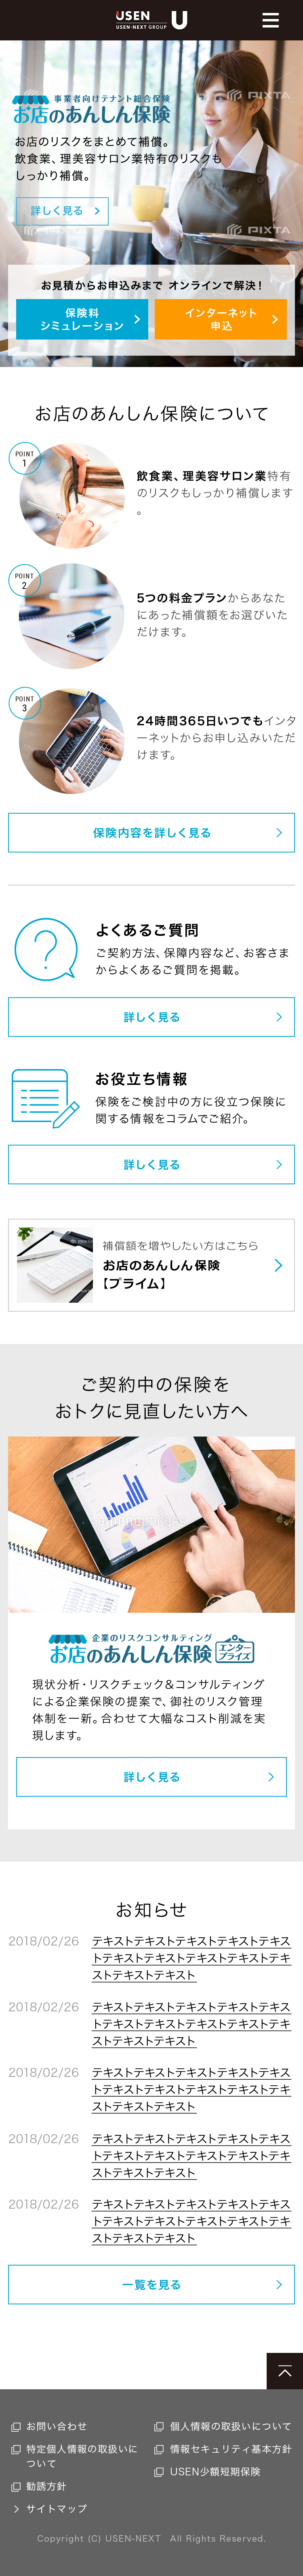 USEN
USEN-NEXT GROUP
U
PIXTA
事業者向けテナント総合保険
お店のあんしん保険
お店のリスクをまとめて補償。
飲食業、理美容サロン業特有のリスクも
しっかり補償。
詳しく見る
PIXTA
PIXTA
お見積からお申込みまで オンラインで解決!
保険料
シミュレーション
インターネット
申込
お店のあんしん保険について
POINT
1
飲食業、理美容サロン業特有
のリスクもしっかり補償します
。
POINT
2
5つの料金プランからあなた
にあった補償額をお選びいた
だけます。
POINT
3
24時間365日いつでもインタ
ーネットからお申し込みいただ
けます。
保険内容を詳しく見る
よくあるご質問
ご契約方法、保障内容など、お客さま
からよくあるご質問を掲載。
詳しく見る
お役立ち情報
保険をご検討中の方に役立つ保険に
関する情報をコラムでご紹介。
詳しく見る
補償額を増やしたい方はこちら
お店のあんしん保険
【プライム】
ご契約中の保険を
おトクに見直したい方へ
企業のリスクコンサルティング
お店のあんしん保険
エンタープライズ
現状分析・リスクチェック＆コンサルティング
による企業保険の提案で、御社のリスク管理
体制を一新。合わせて大幅なコスト削減を実
現します。
詳しく見る
お知らせ
2018/02/26
テキストテキストテキストテキストテキス
トテキストテキストテキストテキストテキ
ストテキストテキスト
2018/02/26
テキストテキストテキストテキストテキス
トテキストテキストテキストテキストテキ
ストテキストテキスト
2018/02/26
テキストテキストテキストテキストテキス
トテキストテキストテキストテキストテキ
ストテキストテキスト
2018/02/26
テキストテキストテキストテキストテキス
トテキストテキストテキストテキストテキ
ストテキストテキスト
2018/02/26
テキストテキストテキストテキストテキス
トテキストテキストテキストテキストテキ
ストテキストテキスト
一覧を見る
お問い合わせ
特定個人情報の取扱いに
ついて
勧誘方針
サイトマップ
個人情報の取扱いについて
情報セキュリティ基本方針
USEN少額短期保険
Copyright (C) USEN-NEXT All Rights Reserved.